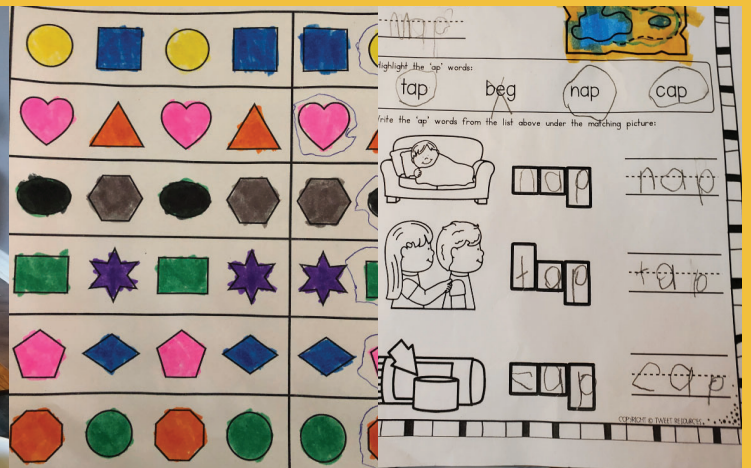 map
Highlight the 'ap' words:
tap beg nap cap
Write the 'ap' words from the list above under the matching picture:
nap nap
tap tap
cap cap
COPYRIGHT © TWEET RESOURCES